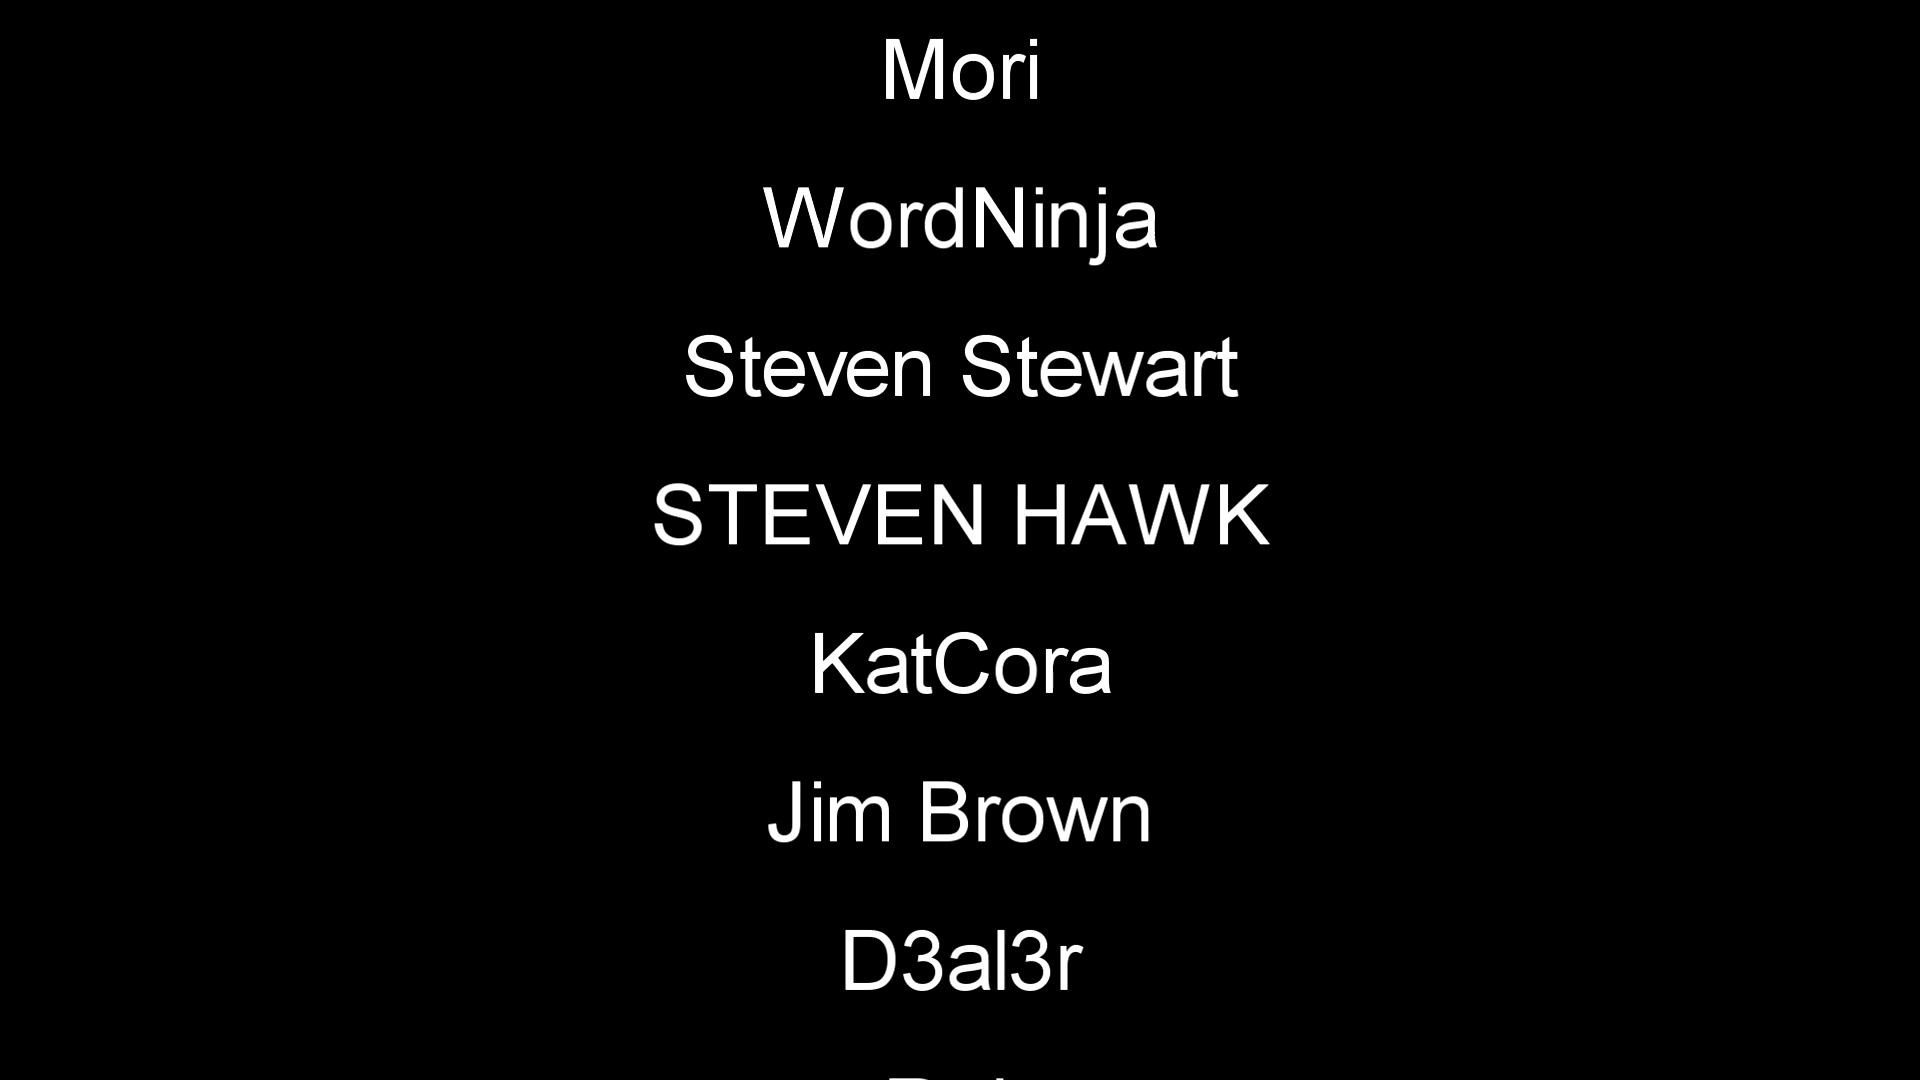 Mori
WordNinja
Steven Stewart
STEVEN HAWK
KatCora
Jim Brown
D3al3r